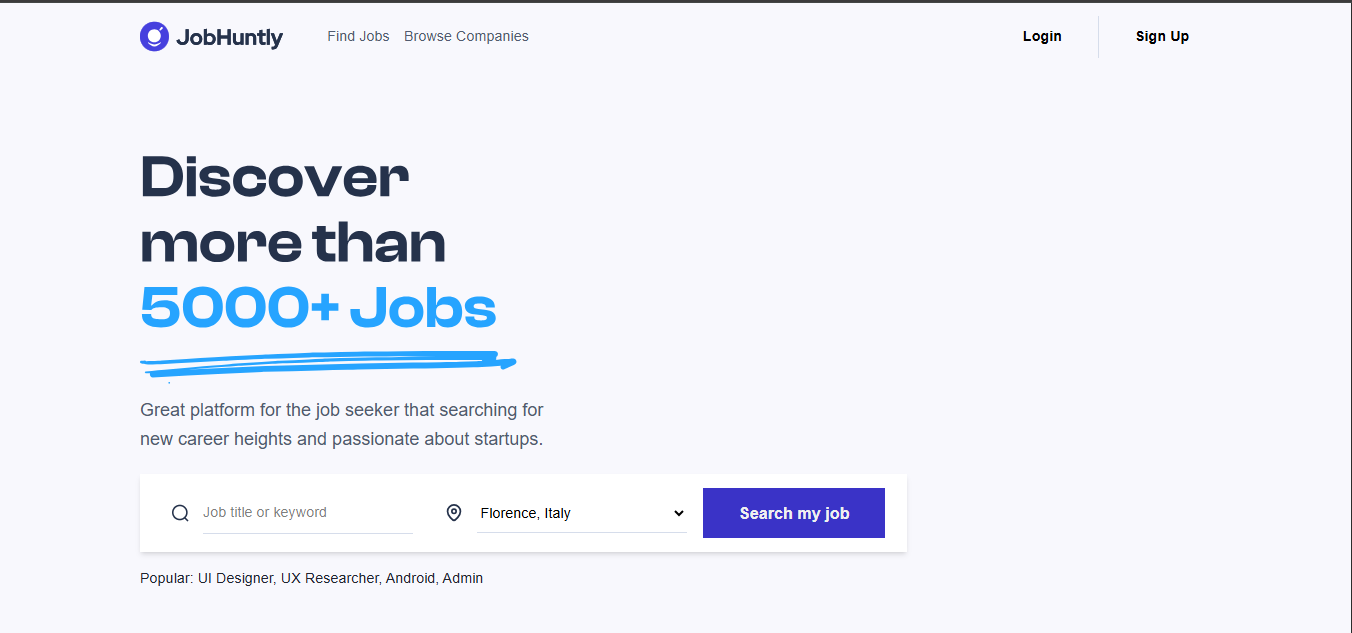 JobHuntly Find Jobs Browse Companies Login Sign Up
Discover
more than
5000+ Jobs
Great platform for the job seeker that searching for
new career heights and passionate about startups.
Job title or keyword Florence, Italy Search my job
Popular: UI Designer, UX Researcher, Android, Admin